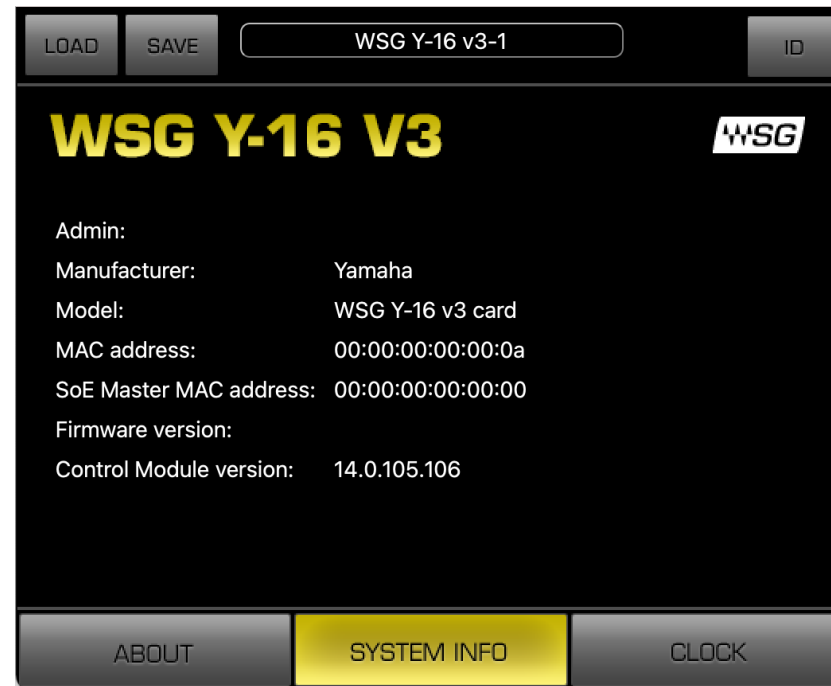 LOAD SAVE WSG Y-16 v3-1 ID
WSG Y-16 V3 WSG
Admin:
Manufacturer: Yamaha
Model: WSG Y-16 v3 card
MAC address: 00:00:00:00:00:0a
SoE Master MAC address: 00:00:00:00:00:00
Firmware version:
Control Module version: 14.0.105.106
ABOUT SYSTEM INFO CLOCK